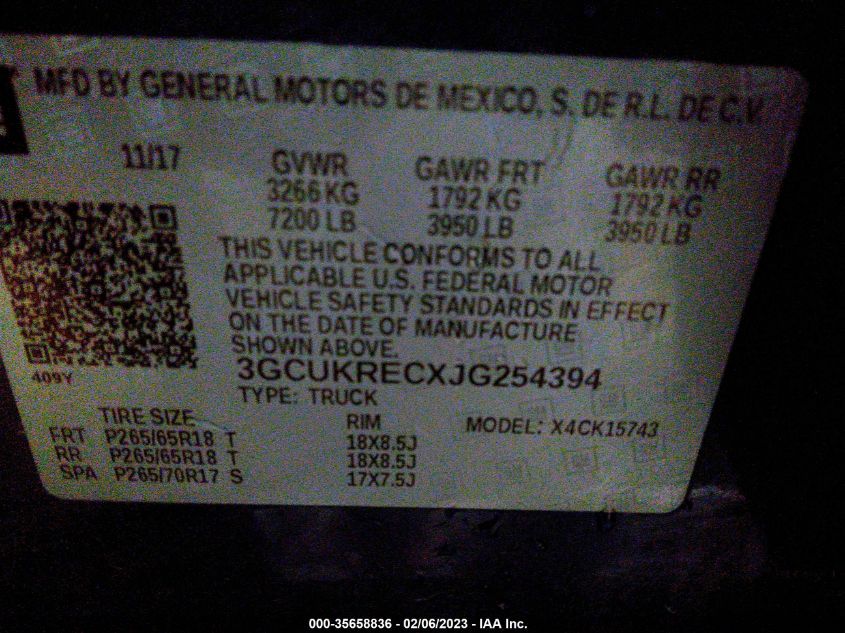 MFD BY GENERAL MOTORS DE MEXICO, S. DE R.L. DE C.V.
11/17
GVWR GAWR FRT GAWR RR
3266 KG 1792 KG 1792 KG
7200 LB 3950 LB 3950 LB
THIS VEHICLE CONFORMS TO ALL
APPLICABLE U.S. FEDERAL MOTOR
VEHICLE SAFETY STANDARDS IN EFFECT
ON THE DATE OF MANUFACTURE
SHOWN ABOVE.
409Y
3GCUKRECXJG254394
TYPE: TRUCK
TIRE SIZE RIM MODEL: X4CK15743
FRT P265/65R18 T 18X8.5J
RR P265/65R18 T 18X8.5J
SPA P265/70R17 S 17X7.5J
000-35658836 - 02/06/2023 - IAA Inc.